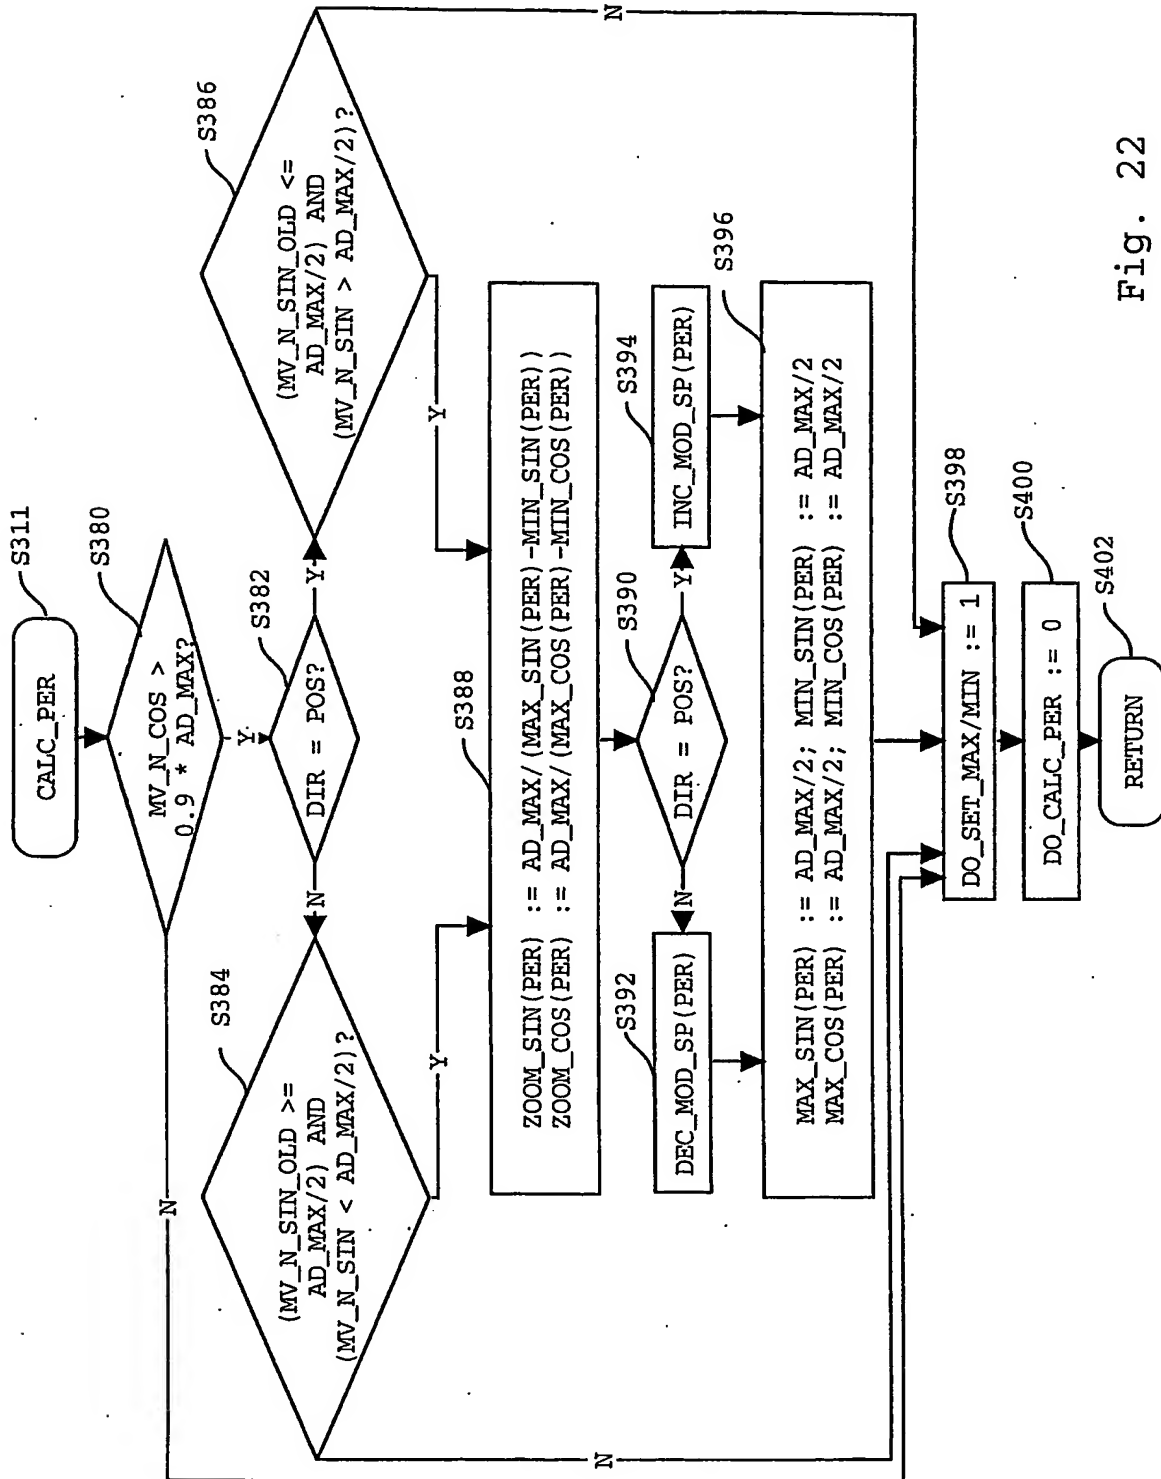 CALC_PER
S311
MV_N_COS >
0.9 * AD_MAX?
S380
N
Y
DIR = POS?
S382
N
Y
(MV_N_SIN_OLD >=
AD_MAX/2) AND
(MV_N_SIN < AD_MAX/2)?
S384
(MV_N_SIN_OLD <=
AD_MAX/2) AND
(MV_N_SIN > AD_MAX/2)?
S386
Y
Y
N
N
ZOOM_SIN(PER) := AD_MAX/(MAX_SIN(PER)-MIN_SIN(PER))
ZOOM_COS(PER) := AD_MAX/(MAX_COS(PER)-MIN_COS(PER))
S388
DIR = POS?
S390
N
Y
DEC_MOD_SP(PER)
S392
INC_MOD_SP(PER)
S394
MAX_SIN(PER) := AD_MAX/2; MIN_SIN(PER) := AD_MAX/2
MAX_COS(PER) := AD_MAX/2; MIN_COS(PER) := AD_MAX/2
S396
DO_SET_MAX/MIN := 1
S398
DO_CALC_PER := 0
S400
RETURN
S402
Fig. 22